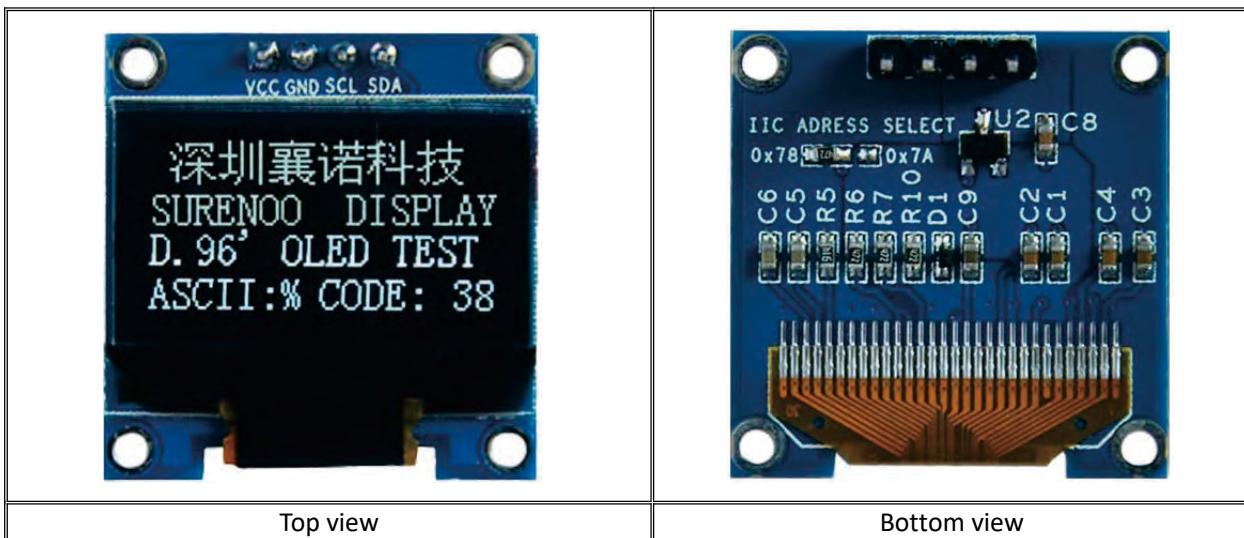 VCC GND SCL SDA
深圳襄诺科技
SURENOO DISPLAY
D.96' OLED TEST
ASCII:% CODE: 38
Top view
IIC ADRESS SELECT
0x78
0x7A
U2
C8
C6
C5
R5
R6
R7
R10
D1
C9
C2
C1
C4
C3
30
1
Bottom view